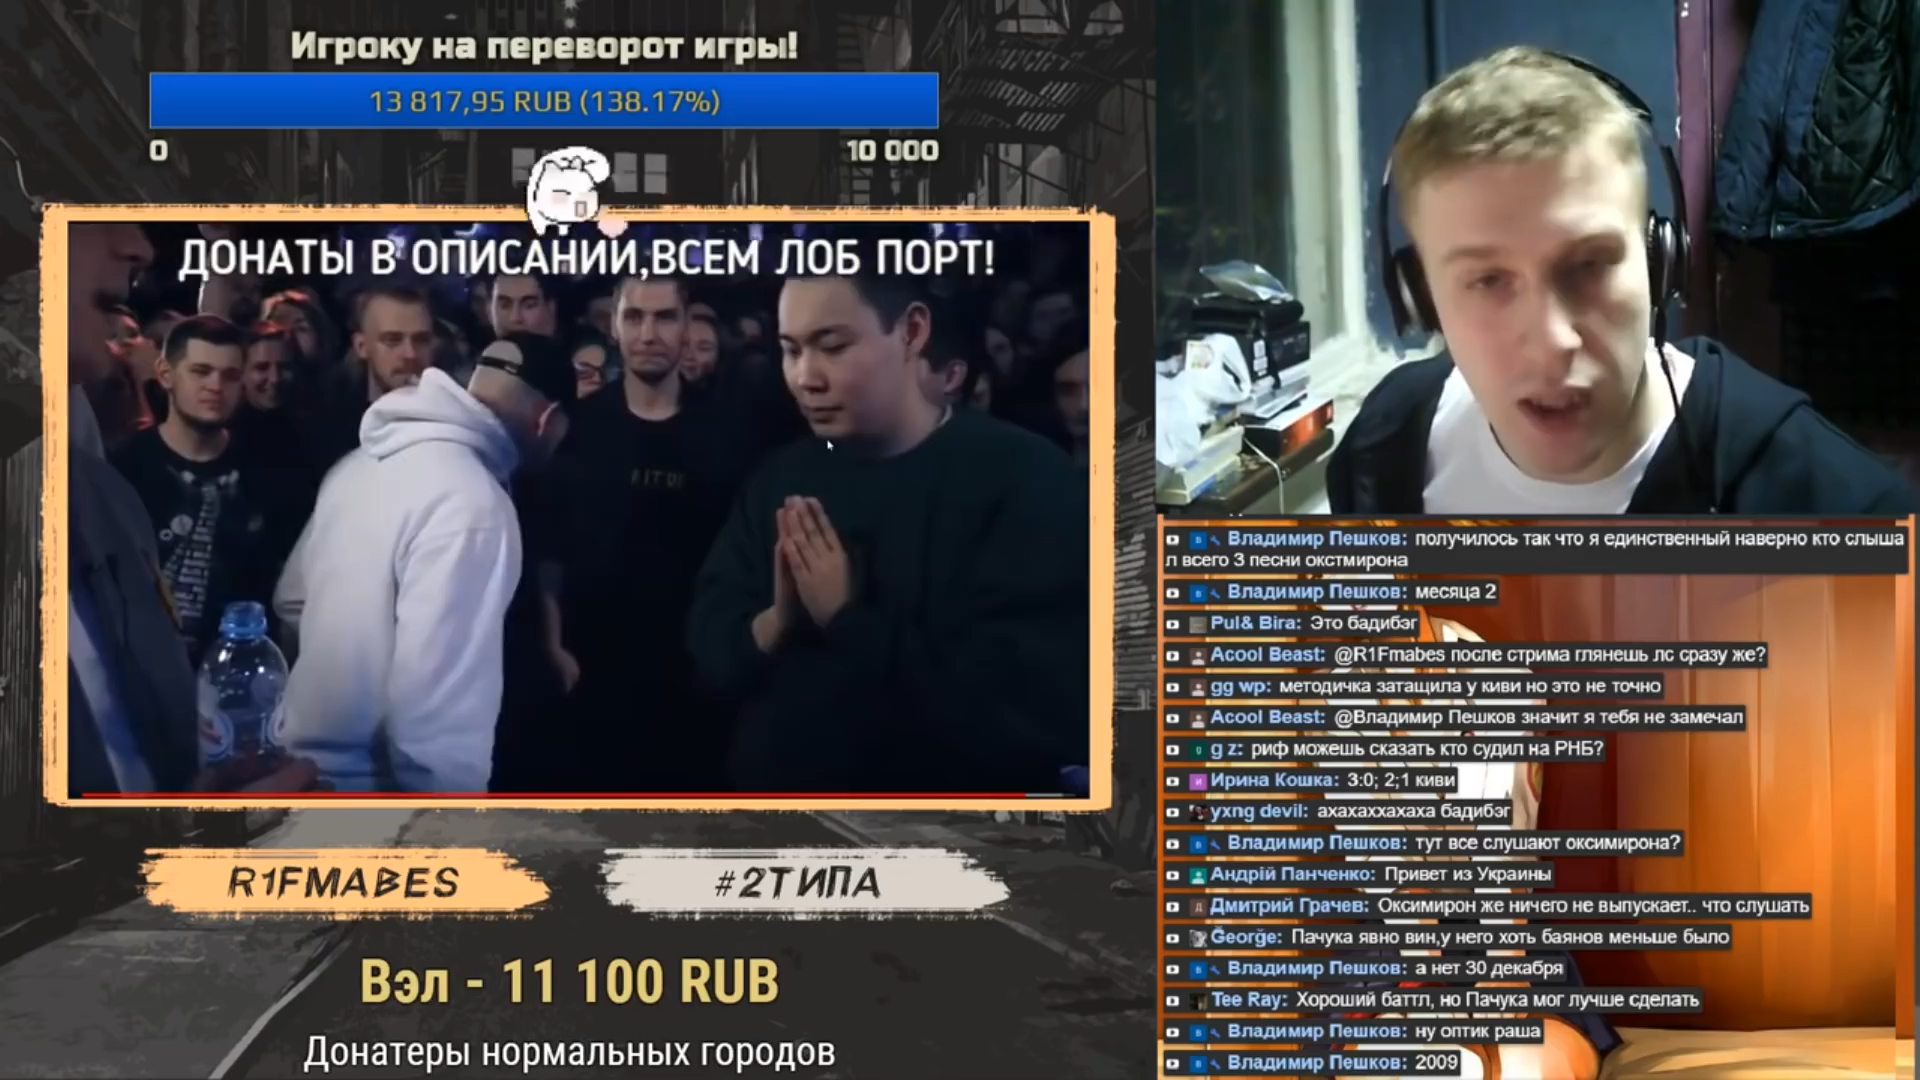 Игроку на переворот игры!
13 817,95 RUB (138.17%)
0
10 000
ДОНАТЫ В ОПИСАНИИ,ВСЕМ ЛОБ ПОРТ!
R1FMABES
#2ТИПА
Вэл - 11 100 RUB
Донатеры нормальных городов
Владимир Пешков: получилось так что я единственный наверно кто слыша
л всего 3 песни окстмирона
Владимир Пешков: месяца 2
Pul& Bira: Это бадибэг
Acool Beast: @R1Fmabes после стрима глянешь лс сразу же?
gg wp: методичка затащила у киви но это не точно
Acool Beast: @Владимир Пешков значит я тебя не замечал
g z: риф можешь сказать кто судил на РНБ?
Ирина Кошка: 3:0; 2;1 киви
yxng devil: ахахаххахаха бадибэг
Владимир Пешков: тут все слушают оксимирона?
Андрій Панченко: Привет из Украины
Дмитрий Грачев: Оксимирон же ничего не выпускает.. что слушать
Ğeorğe: Пачука явно вин,у него хоть баянов меньше было
Владимир Пешков: а нет 30 декабря
Tee Ray: Хороший баттл, но Пачука мог лучше сделать
Владимир Пешков: ну оптик раша
Владимир Пешков: 2009